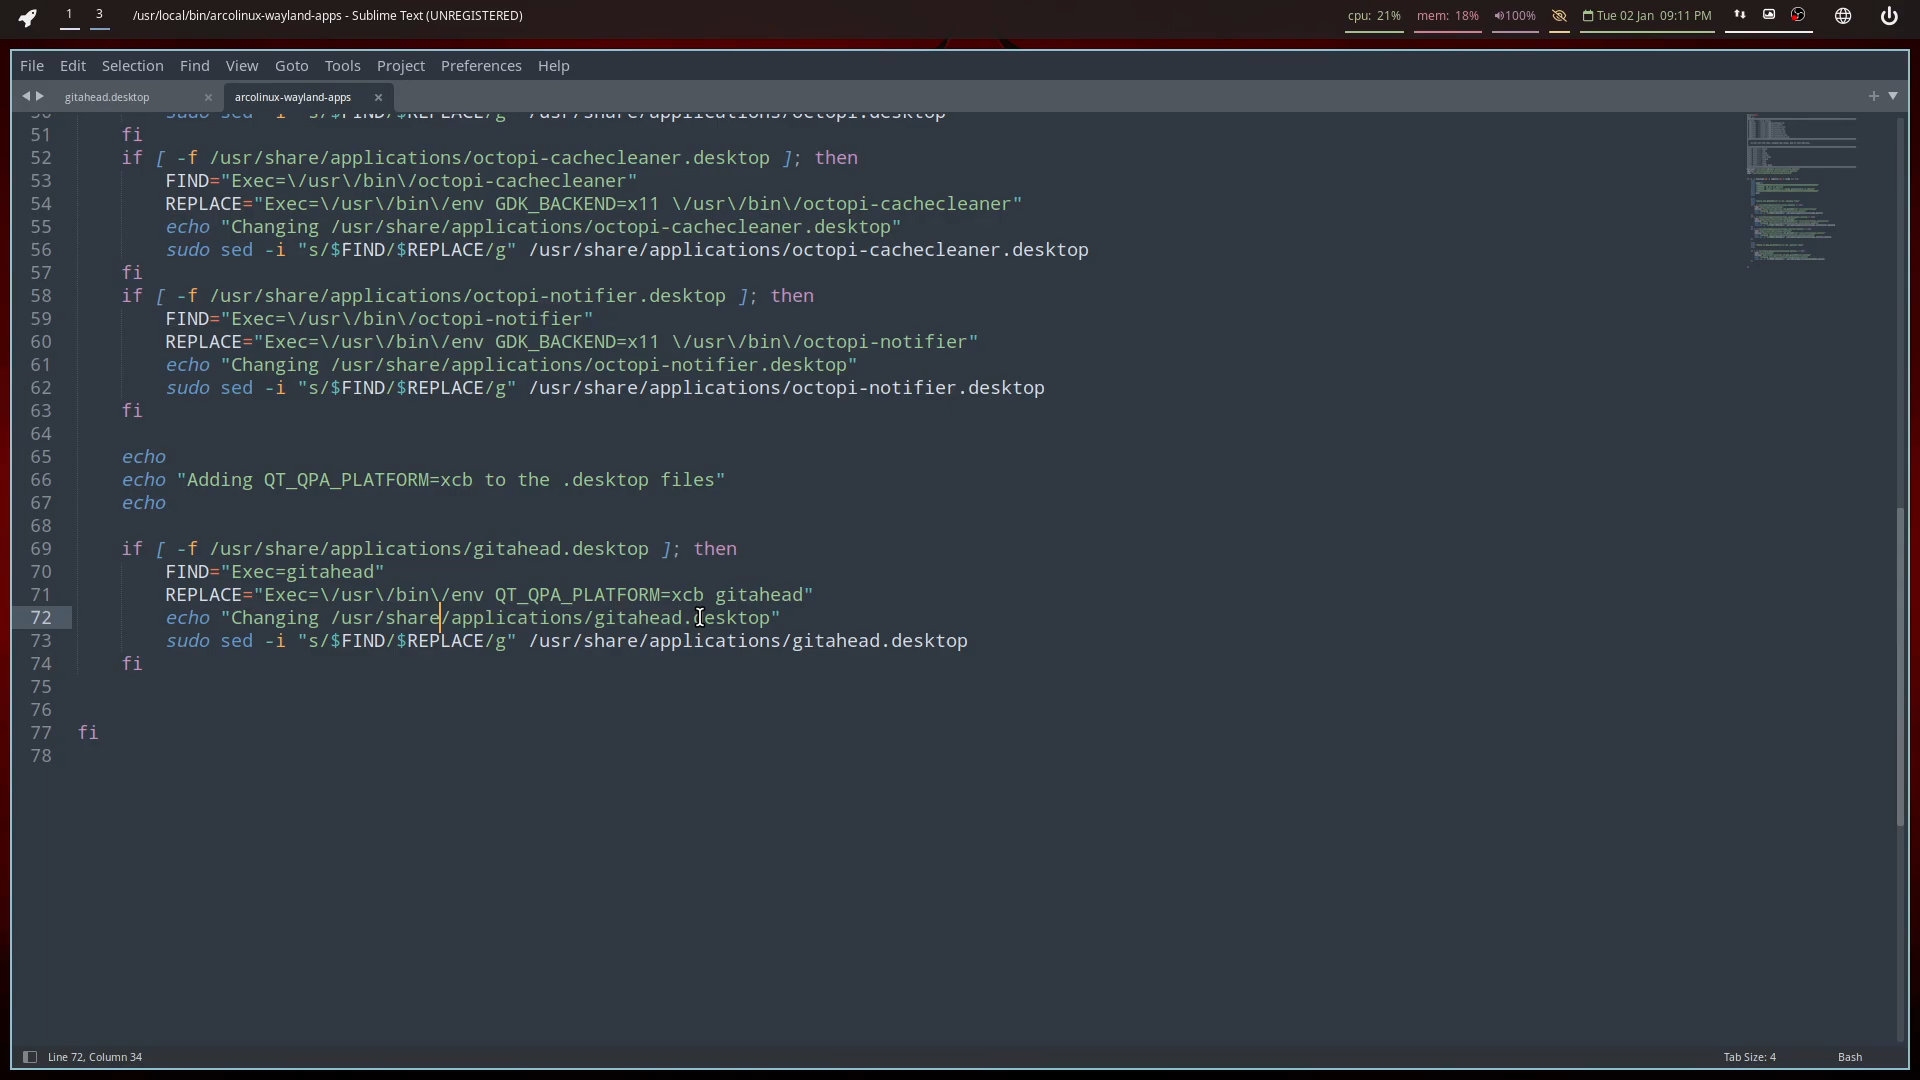 1 3 /usr/local/bin/arcolinux-wayland-apps - Sublime Text (UNREGISTERED) cpu: 21% mem: 18% 100% Tue 02 Jan 09:11 PM
File Edit Selection Find View Goto Tools Project Preferences Help
gitahead.desktop × arcolinux-wayland-apps × +
50 sudo sed -i "s/$FIND/$REPLACE/g" /usr/share/applications/octopi.desktop
51 fi
52 if [ -f /usr/share/applications/octopi-cachecleaner.desktop ]; then
53 FIND="Exec=\/usr\/bin\/octopi-cachecleaner"
54 REPLACE="Exec=\/usr\/bin\/env GDK_BACKEND=x11 \/usr\/bin\/octopi-cachecleaner"
55 echo "Changing /usr/share/applications/octopi-cachecleaner.desktop"
56 sudo sed -i "s/$FIND/$REPLACE/g" /usr/share/applications/octopi-cachecleaner.desktop
57 fi
58 if [ -f /usr/share/applications/octopi-notifier.desktop ]; then
59 FIND="Exec=\/usr\/bin\/octopi-notifier"
60 REPLACE="Exec=\/usr\/bin\/env GDK_BACKEND=x11 \/usr\/bin\/octopi-notifier"
61 echo "Changing /usr/share/applications/octopi-notifier.desktop"
62 sudo sed -i "s/$FIND/$REPLACE/g" /usr/share/applications/octopi-notifier.desktop
63 fi
64
65 echo
66 echo "Adding QT_QPA_PLATFORM=xcb to the .desktop files"
67 echo
68
69 if [ -f /usr/share/applications/gitahead.desktop ]; then
70 FIND="Exec=gitahead"
71 REPLACE="Exec=\/usr\/bin\/env QT_QPA_PLATFORM=xcb gitahead"
72 echo "Changing /usr/share/applications/gitahead.desktop"
73 sudo sed -i "s/$FIND/$REPLACE/g" /usr/share/applications/gitahead.desktop
74 fi
75
76
77 fi
78
Line 72, Column 34 Tab Size: 4 Bash